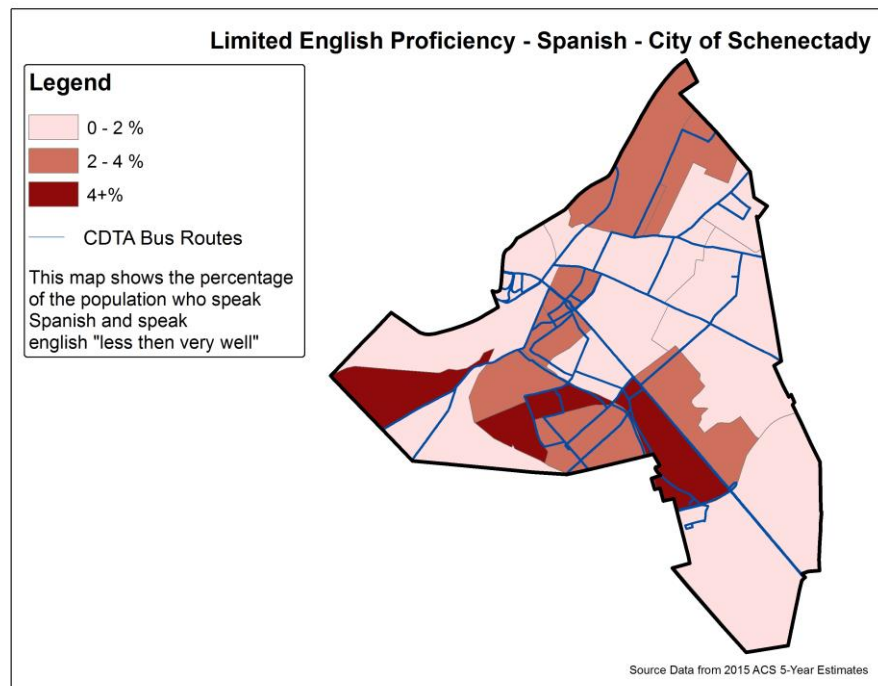 Limited English Proficiency - Spanish - City of Schenectady
Legend
0 - 2 %
2 - 4 %
4+%
CDTA Bus Routes
This map shows the percentage
of the population who speak
Spanish and speak
english "less then very well"
Source Data from 2015 ACS 5-Year Estimates